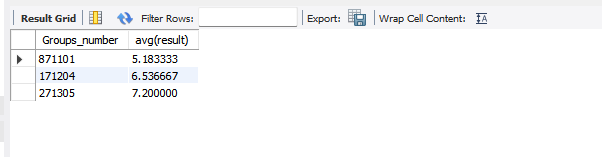 Result Grid Filter Rows: Export: Wrap Cell Content:
Groups_number avg(result)
871101 5.183333
171204 6.536667
271305 7.200000